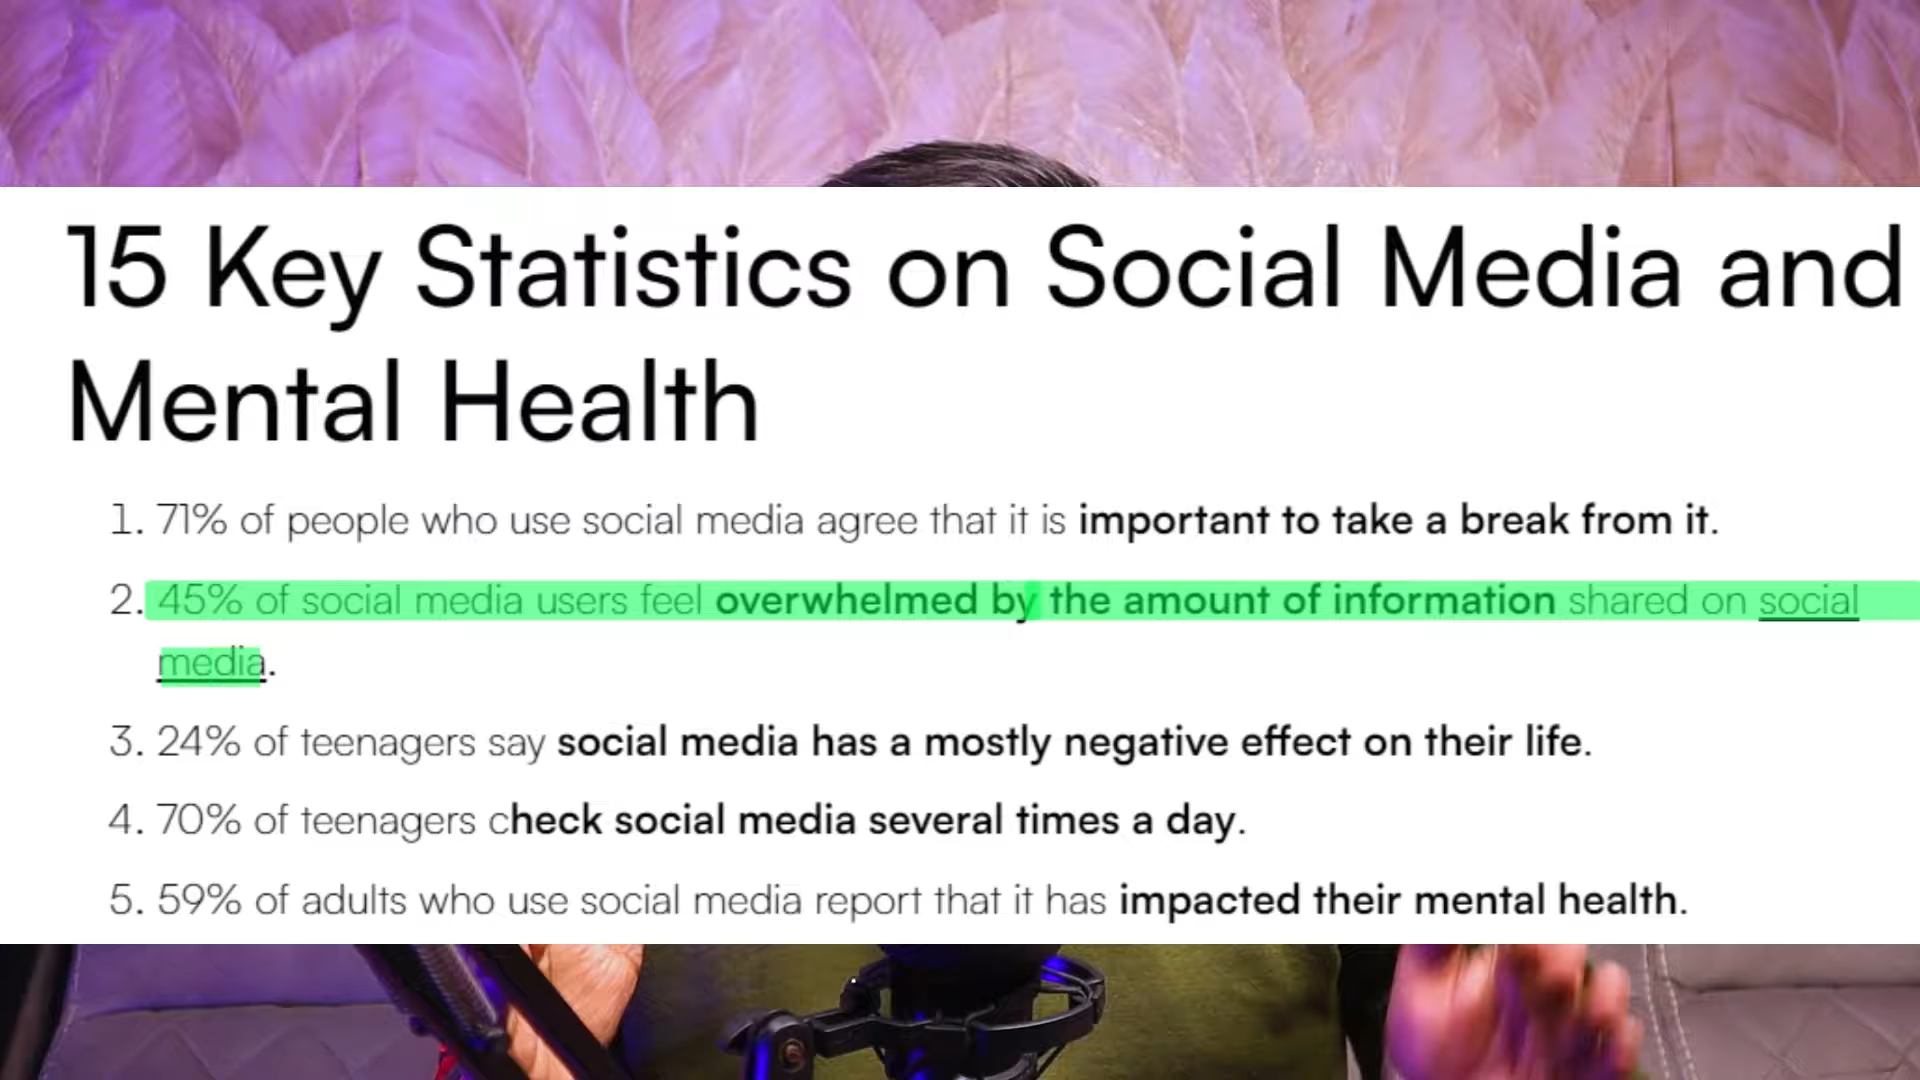 15 Key Statistics on Social Media and
Mental Health
1. 71% of people who use social media agree that it is important to take a break from it.
2. 45% of social media users feel overwhelmed by the amount of information shared on social
media.
3. 24% of teenagers say social media has a mostly negative effect on their life.
4. 70% of teenagers check social media several times a day.
5. 59% of adults who use social media report that it has impacted their mental health.